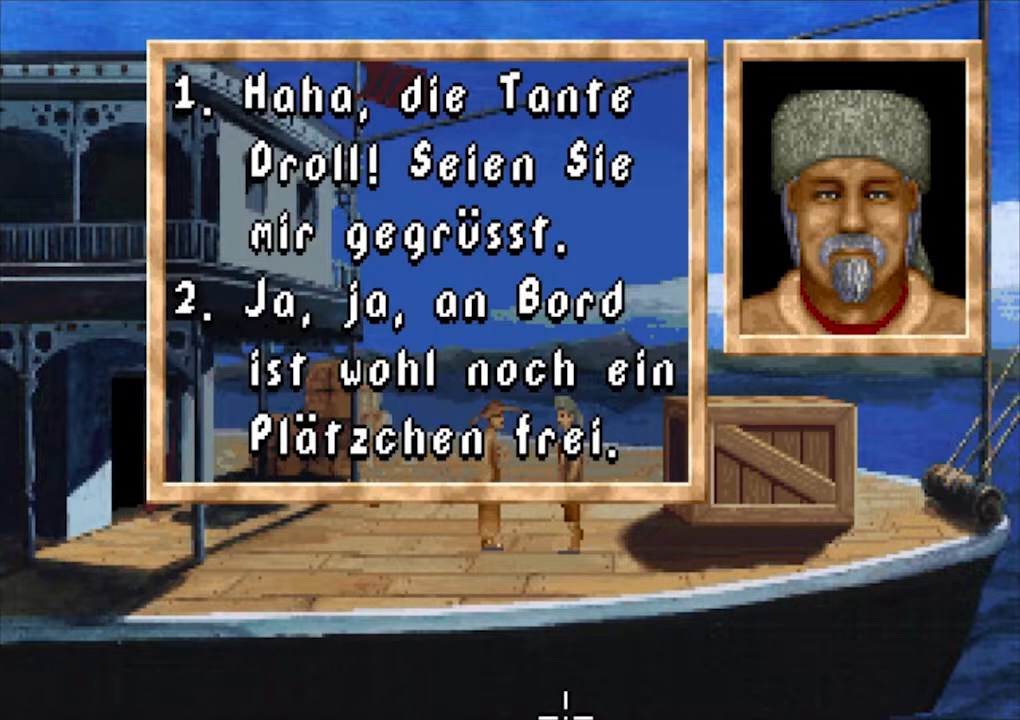 1. Haha, die Tante
Droll! Seien Sie
mir gegrüsst.
2. Ja, ja, an Bord
ist wohl noch ein
Plätzchen frei.